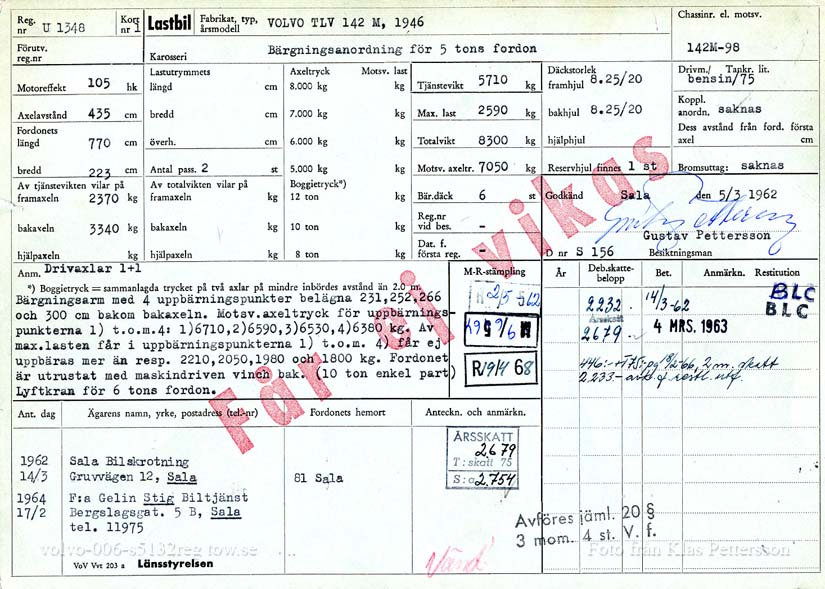 Reg. nr U 1348 Kort nr 1 Lastbil Fabrikat, typ, årsmodell VOLVO TLV 142 M, 1946 Chassinr. el. motsv.
Förutv. reg.nr Karosseri Bärgningsanordning för 5 tons fordon 142M-98
Motoreffekt 105 hk Lastutrymmets längd cm Axeltryck Motsv. last 8.000 kg kg Tjänstevikt 5710 kg Däckstorlek framhjul 8.25/20 Drivm./ Tankr. lit. bensin/75
Axelavstånd 435 cm bredd cm 7.000 kg kg Max. last 2590 kg bakhjul 8.25/20 Koppl. anordn. saknas
Fordonets längd 770 cm överh. cm 6.000 kg kg Totalvikt 8300 kg hjälphjul Dess avstånd från ford. första axel cm
bredd 223 cm Antal pass. 2 st 5.000 kg kg Motsv. axeltr. 7050 kg Reservhjul finnes 1 st Bromsuttag: saknas
Av tjänstevikten vilar på framaxeln 2370 kg Av totalvikten vilar på framaxeln kg Boggietryck*) 12 ton kg Bär.däck 6 st Godkänd Sala den 5/3 1962
bakaxeln 3340 kg bakaxeln kg 10 ton kg Reg.nr vid bes. -
Gustav Pettersson
hjälpaxeln kg hjälpaxeln kg 8 ton kg Dat. f. första reg. - D nr S 156 Besiktningsman
Får ej vikas
Anm. Drivaxlar 1+1
*) Boggietryck = sammanlagda trycket på två axlar på mindre inbördes avstånd än 2.0 m.
Bärgningsarm med 4 uppbärningspunkter belägna 231,252,266
och 300 cm bakom bakaxeln. Motsv.axeltryck för uppbärnings-
punkterna 1) t.o.m.4: 1)6710,2)6590,3)6530,4)6380 kg. Av
max.lasten får i uppbärningspunkterna 1) t.o.m. 4) får ej
uppbäras mer än resp. 2210,2050,1980 och 1800 kg. Fordonet
är utrustat med maskindriven vinch bak. (10 ton enkel part)
Lyftkran för 6 tons fordon.
M-R-stämpling
R 19/4 68
År Deb.skatte-belopp Bet. Anmärkn. Restitution
2232 14/3-62 BLC
Årsskatt BLC
2679 4 MRS. 1963
Ant. dag Ägarens namn, yrke, postadress (tel.-nr) Fordonets hemort Anteckn. och anmärkn.
ÅRSSKATT
2679
T:skatt 75
S:a 2.754
1962 Sala Bilskrotning
14/3 Gruvvägen 12, Sala 81 Sala
1964 F:a Gelin Stig Biltjänst
17/2 Bergslagsgat. 5 B, Sala
tel. 11975
Avföres jäml. 20 §
3 mom. 4 st. V. f.
volvo-006-s5132reg tow.se ... Foto från Klas Pettersson
Vänd
VoV Vvt 203 a Länsstyrelsen